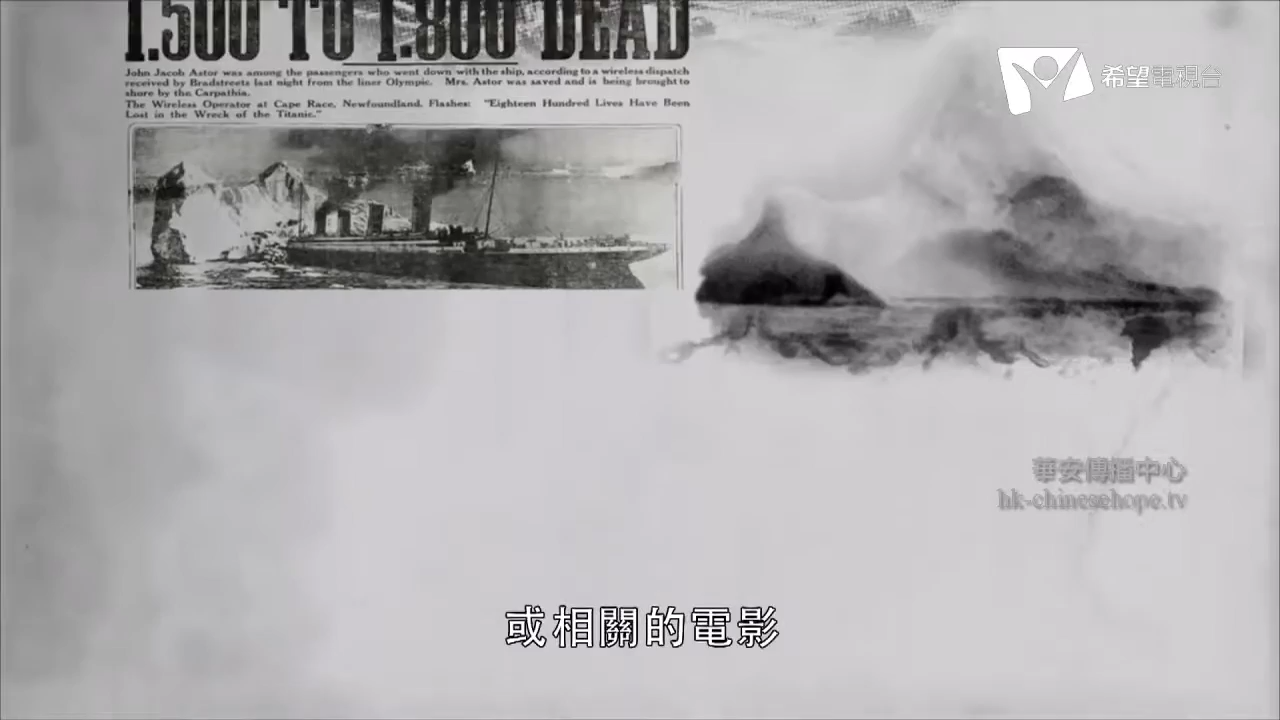 1.500 TO 1.800 DEAD
John Jacob Astor was among the passengers who went down with the ship, according to a wireless dispatch
received by Bradstreets last night from the liner Olympic. Mrs. Astor was saved and is being brought to
shore by the Carpathia.
The Wireless Operator at Cape Race, Newfoundland, Flashes: "Eighteen Hundred Lives Have Been
Lost in the Wreck of the Titanic."
希望電視台
華安傳播中心
hk-chinesehope.tv
或相關的電影